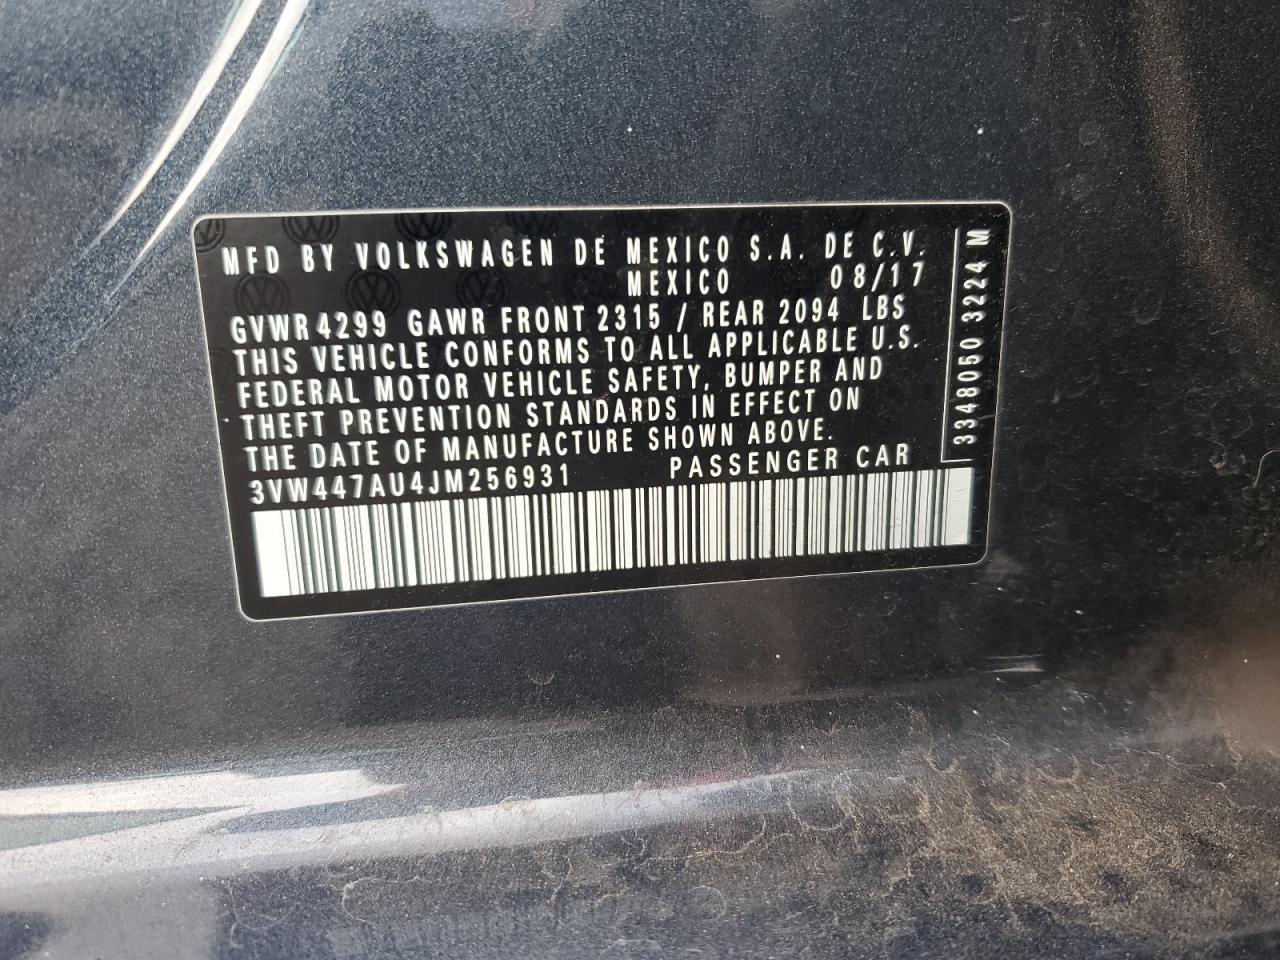 MFD BY VOLKSWAGEN DE MEXICO S.A. DE C.V.
MEXICO 08/17
GVWR 4299 GAWR FRONT 2315 / REAR 2094 LBS
THIS VEHICLE CONFORMS TO ALL APPLICABLE U.S.
FEDERAL MOTOR VEHICLE SAFETY, BUMPER AND
THEFT PREVENTION STANDARDS IN EFFECT ON
THE DATE OF MANUFACTURE SHOWN ABOVE.
3VW447AU4JM256931 PASSENGER CAR
3348050 3224 M